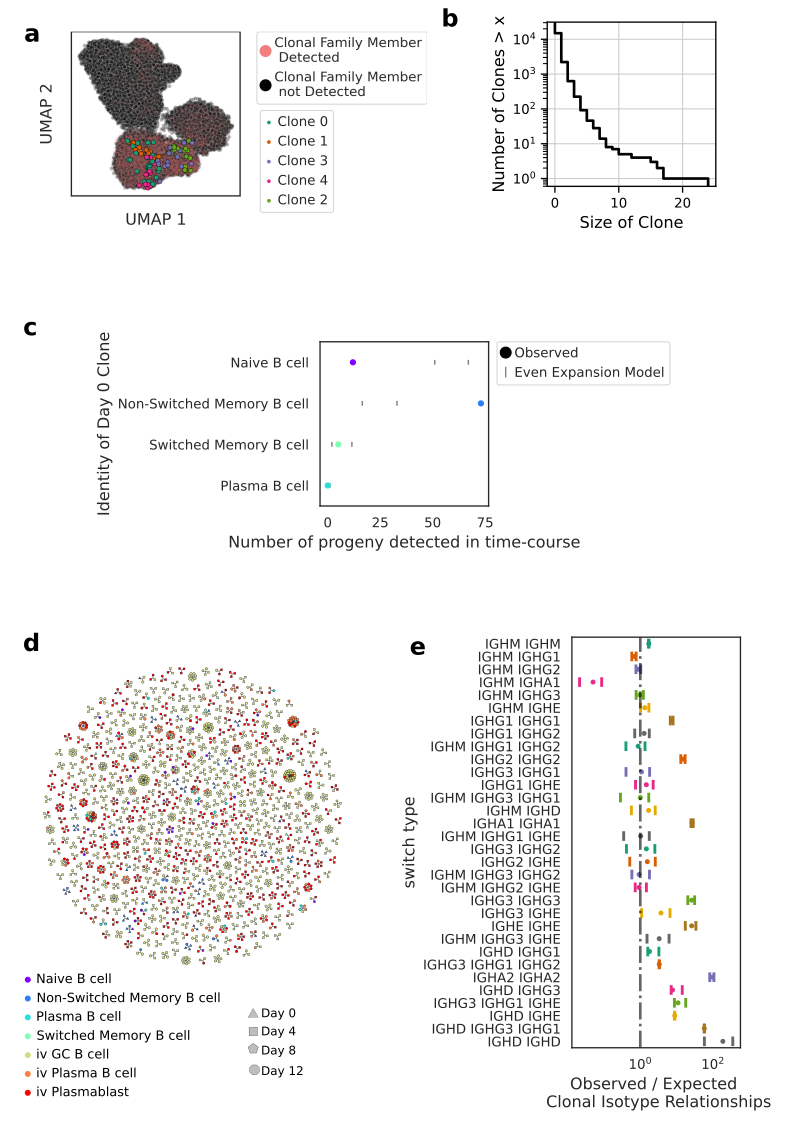 a
UMAP 2
UMAP 1
Clonal Family Member
Detected
Clonal Family Member
not Detected
Clone 0
Clone 1
Clone 3
Clone 4
Clone 2
b
Number of Clones > x
10^4
10^3
10^2
10^1
10^0
0 10 20
Size of Clone
c
Identity of Day 0 Clone
Naive B cell
Non-Switched Memory B cell
Switched Memory B cell
Plasma B cell
0 25 50 75
Number of progeny detected in time-course
Observed
Even Expansion Model
d
Naive B cell
Non-Switched Memory B cell
Plasma B cell
Switched Memory B cell
iv GC B cell
iv Plasma B cell
iv Plasmablast
Day 0
Day 4
Day 8
Day 12
e
switch type
IGHM IGHM
IGHM IGHG1
IGHM IGHG2
IGHM IGHA1
IGHM IGHG3
IGHM IGHE
IGHG1 IGHG1
IGHG1 IGHG2
IGHM IGHG1 IGHG2
IGHG2 IGHG2
IGHG3 IGHG1
IGHG1 IGHE
IGHM IGHG3 IGHG1
IGHM IGHD
IGHA1 IGHA1
IGHM IGHG1 IGHE
IGHG3 IGHG2
IGHG2 IGHE
IGHM IGHG3 IGHG2
IGHM IGHG2 IGHE
IGHG3 IGHG3
IGHG3 IGHE
IGHE IGHE
IGHM IGHG3 IGHE
IGHD IGHG1
IGHG3 IGHG1 IGHG2
IGHA2 IGHA2
IGHD IGHG3
IGHG3 IGHG1 IGHE
IGHD IGHE
IGHD IGHG3 IGHG1
IGHD IGHD
10^0 10^2
Observed / Expected
Clonal Isotype Relationships